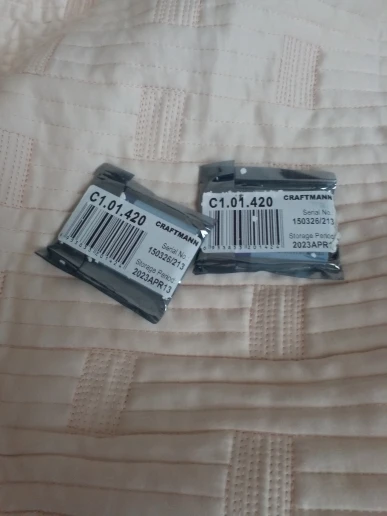 C1.01.420
CRAFTMANN
Serial No.
150326/213
Storage Period
2023APR13
C1.01.420
CRAFTMANN
Serial No.
150326/213
Storage Period
2023APR1